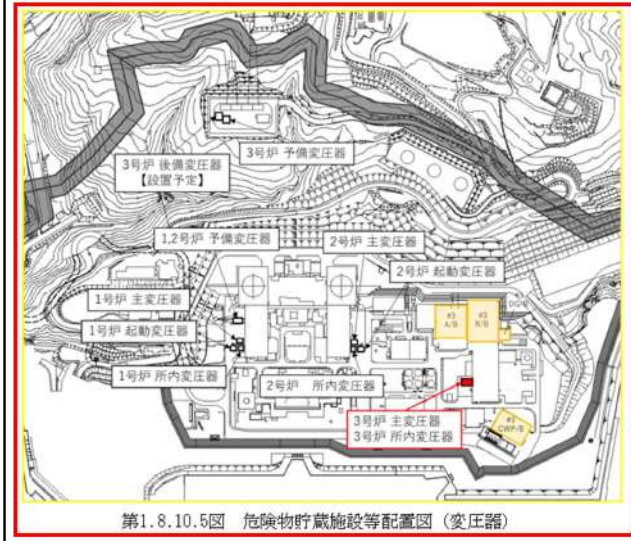 3号炉 予備変圧器
3号炉 後備変圧器
【設置予定】
1,2号炉 予備変圧器
2号炉 主変圧器
2号炉 起動変圧器
1号炉 主変圧器
1号炉 起動変圧器
1号炉 所内変圧器
2号炉 所内変圧器
DG/B
#3
A/B
#3
R/B
3号炉 主変圧器
3号炉 所内変圧器
#3
CWP/B
第1.8.10.5図 危険物貯蔵施設等配置図（変圧器）